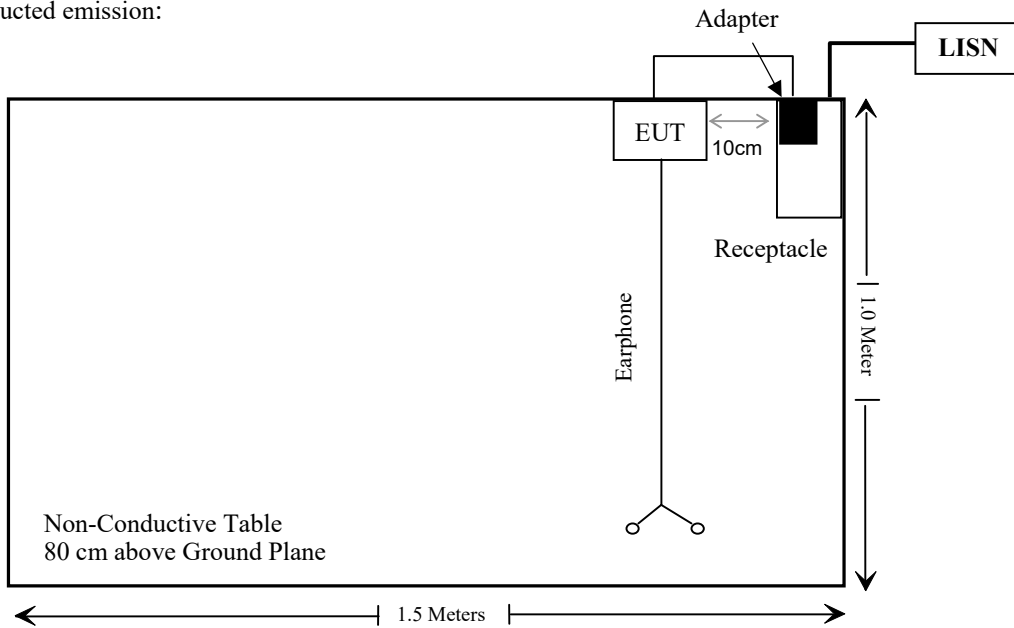 ucted emission:
Adapter
LISN
EUT
10cm
Receptacle
Earphone
1.0 Meter
Non-Conductive Table
80 cm above Ground Plane
1.5 Meters